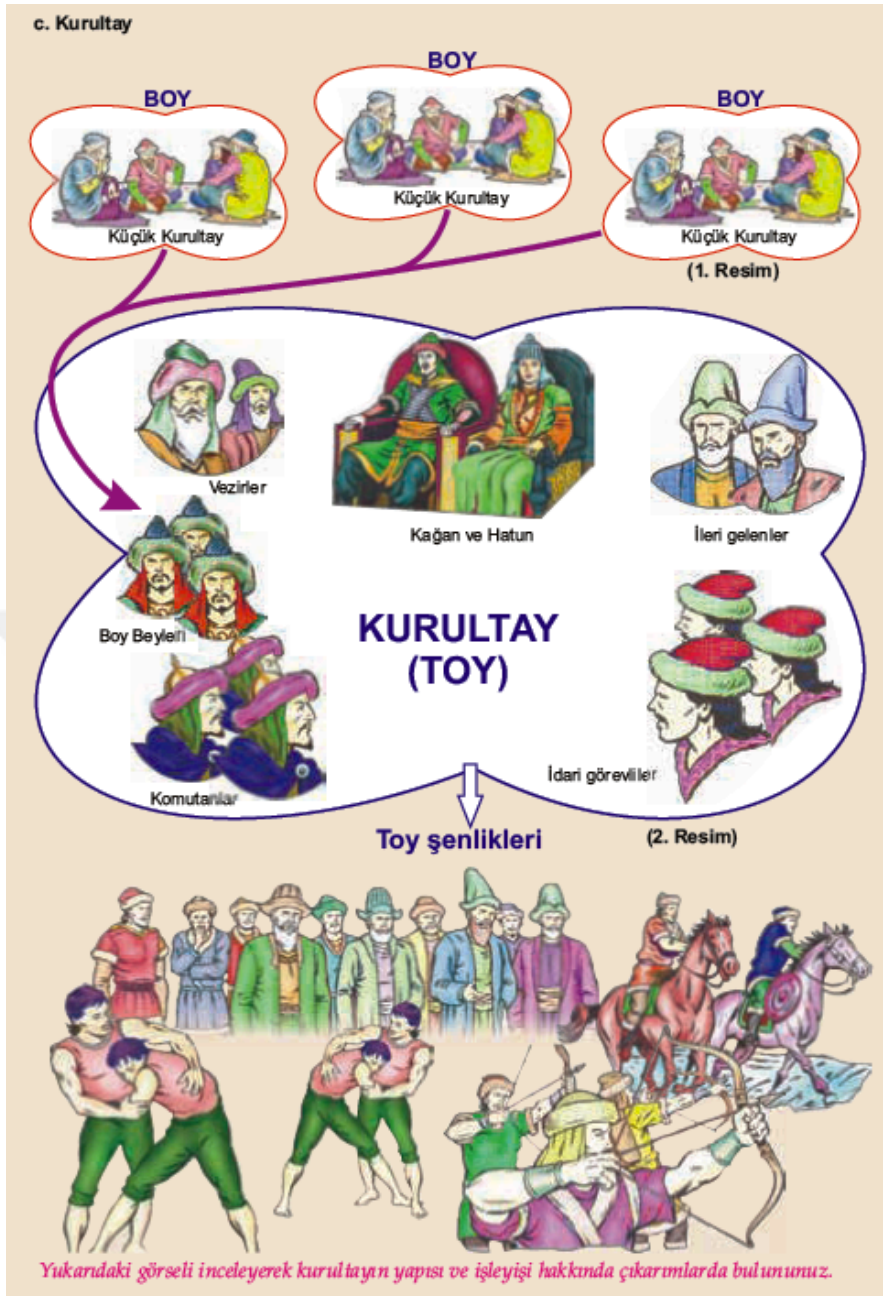 c. Kurultay
BOY
BOY
BOY
Küçük Kurultay
Küçük Kurultay
Küçük Kurultay
(1. Resim)
Vezirler
Kağan ve Hatun
İleri gelenler
Boy Beyleri
KURULTAY
(TOY)
Komutanlar
İdari görevliler
Toy şenlikleri
(2. Resim)
Yukarıdaki görseli inceleyerek kurultayın yapısı ve işleyişi hakkında çıkarımlarda bulununuz.